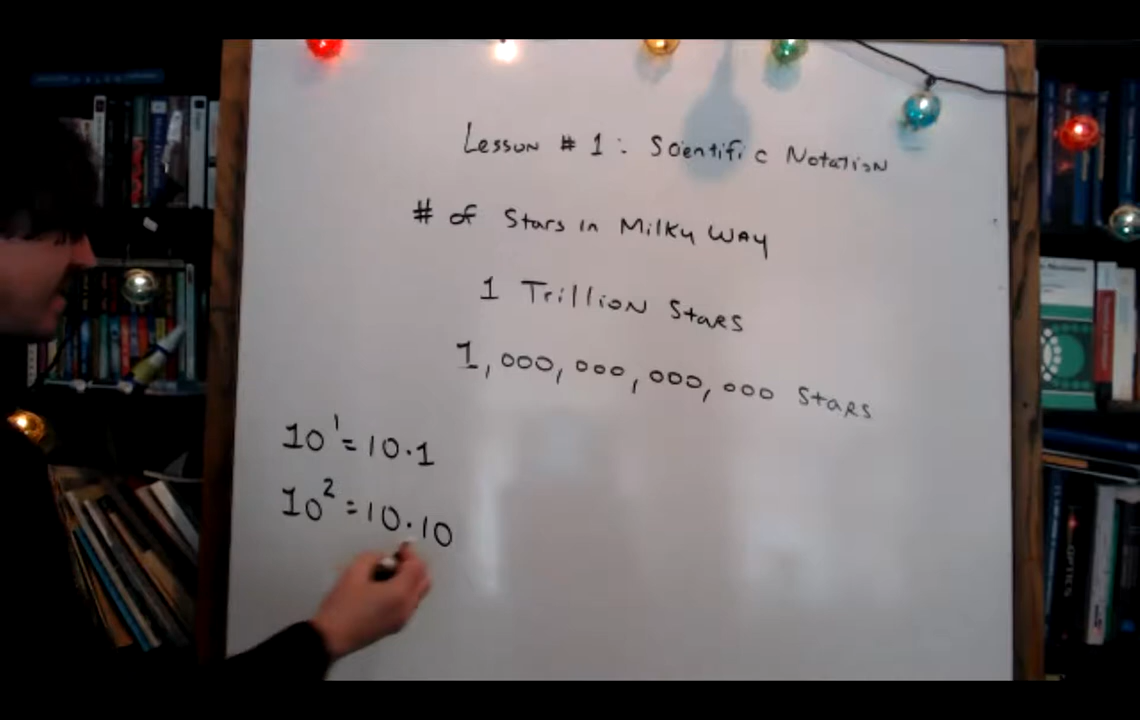 Lesson # 1: Scientific Notation
# of Stars in Milky Way
1 Trillion Stars
1,000,000,000,000 Stars
10¹ = 10·1
10² = 10·10
OPTICS